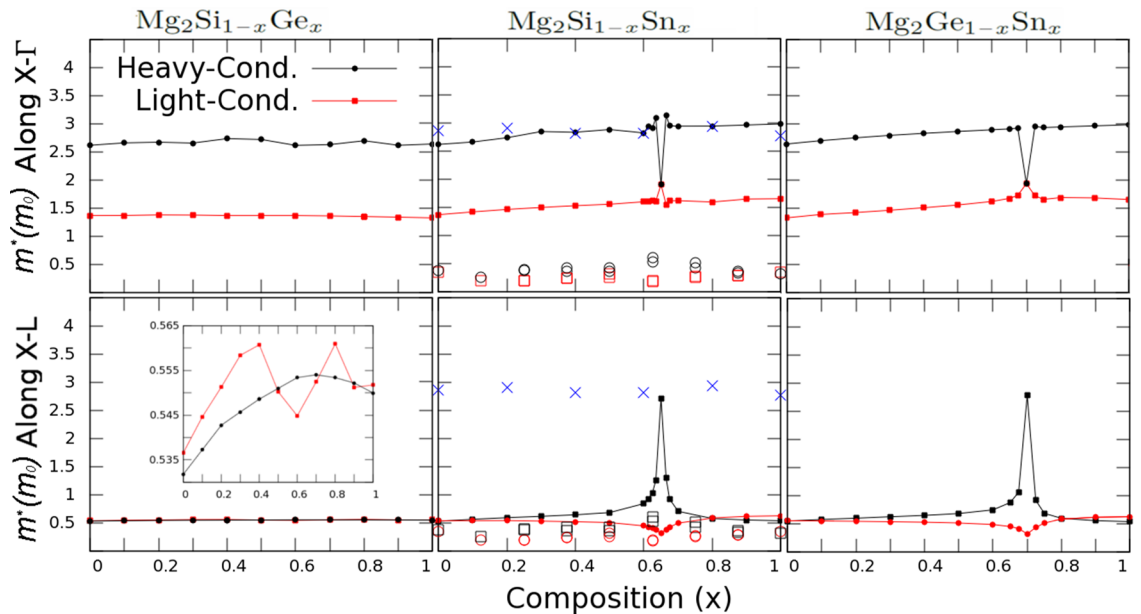 Mg₂Si₁₋ₓGeₓ
Mg₂Si₁₋ₓSnₓ
Mg₂Ge₁₋ₓSnₓ
m*(m₀) Along X-Γ
4
3.5
3
2.5
2
1.5
1
0.5
Heavy-Cond.
Light-Cond.
m*(m₀) Along X-L
4
3.5
3
2.5
2
1.5
1
0.5
0.565
0.555
0.545
0.535
0 0.2 0.4 0.6 0.8 1
0 0.2 0.4 0.6 0.8 1
0 0.2 0.4 0.6 0.8 1
0 0.2 0.4 0.6 0.8 1
Composition (x)